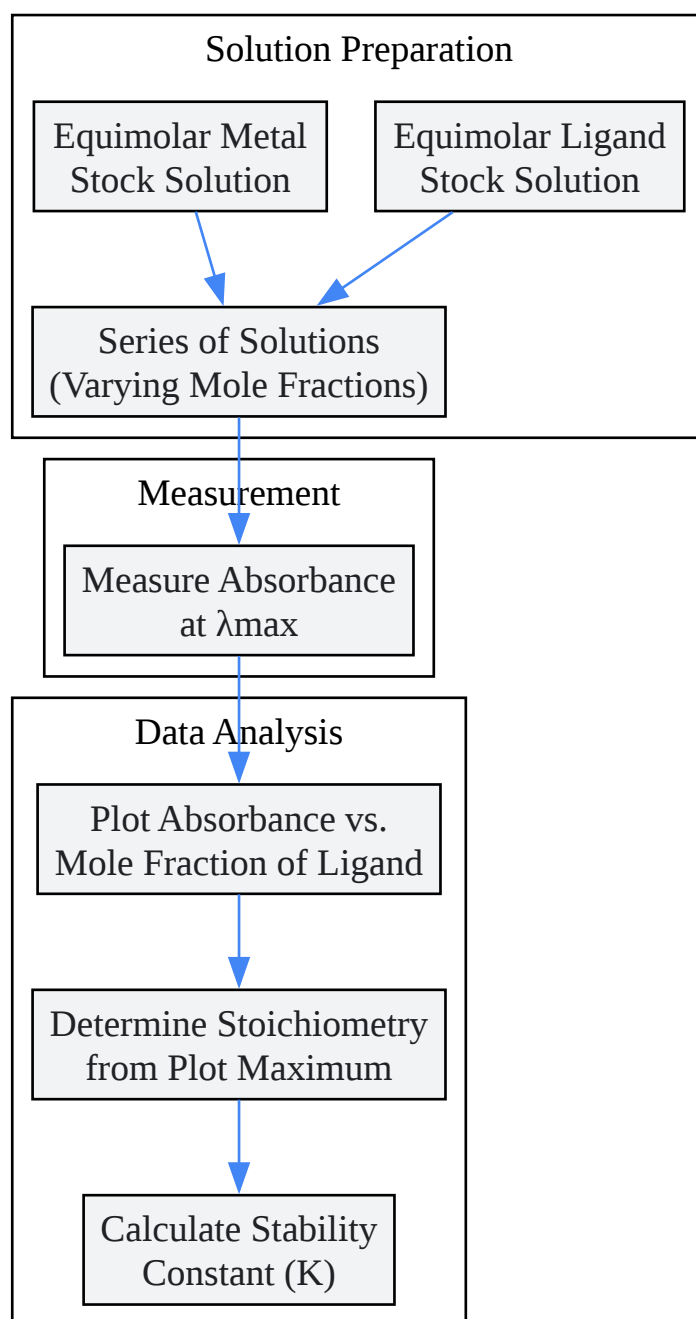 Solution Preparation
Equimolar Metal
Stock Solution
Equimolar Ligand
Stock Solution
Series of Solutions
(Varying Mole Fractions)
Measurement
Measure Absorbance
at λmax
Data Analysis
Plot Absorbance vs.
Mole Fraction of Ligand
Determine Stoichiometry
from Plot Maximum
Calculate Stability
Constant (K)